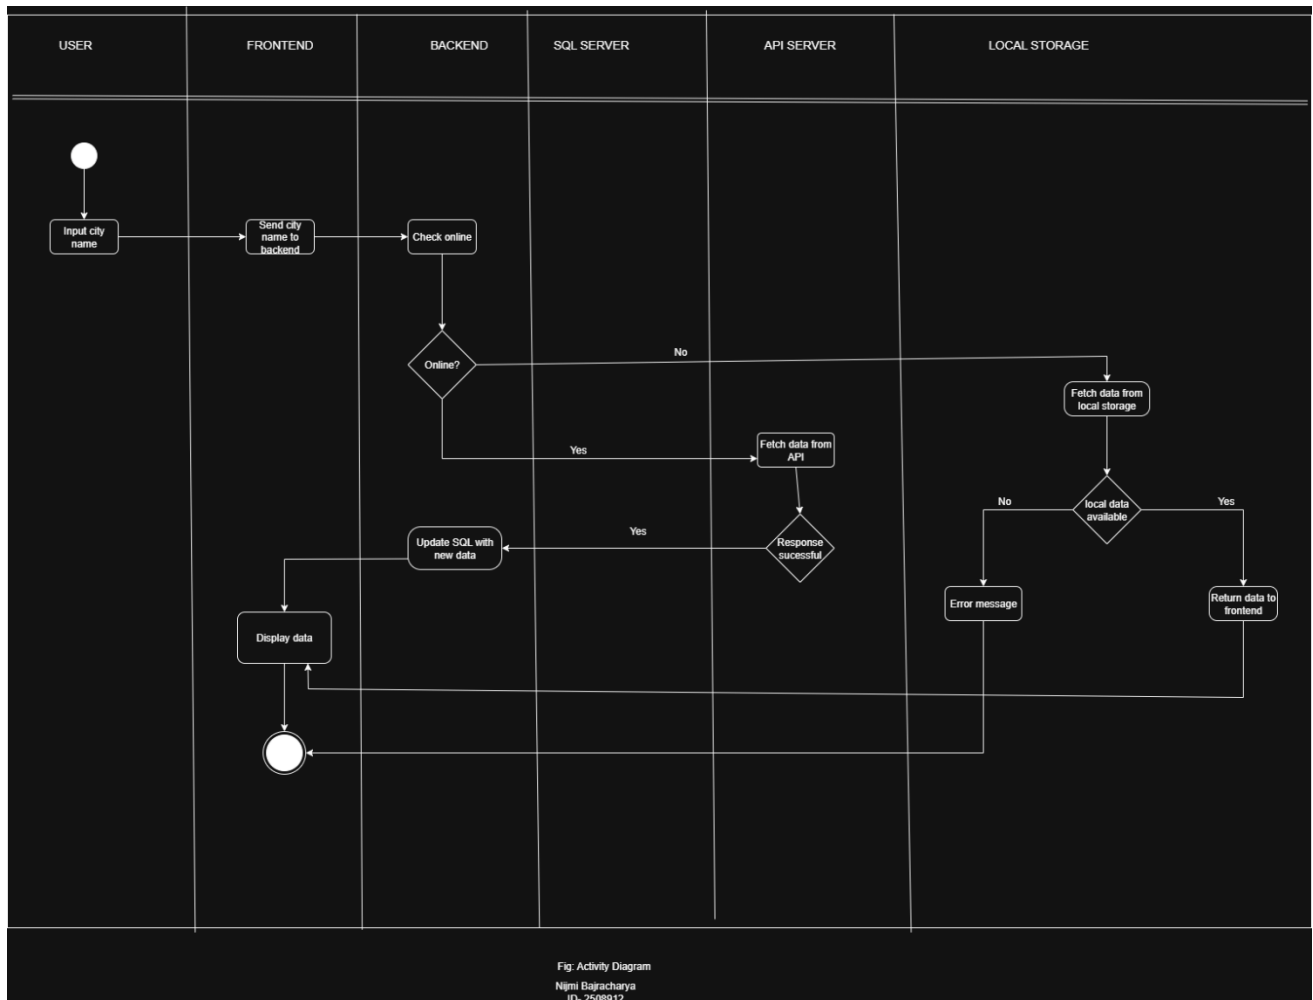 USER
FRONTEND
BACKEND
SQL SERVER
API SERVER
LOCAL STORAGE
Input city
name
Send city
name to
backend
Check online
Online?
No
Fetch data from
local storage
Yes
Fetch data from
API
local data
available
No
Yes
Update SQL with
new data
Yes
Response
sucessful
Error message
Return data to
frontend
Display data
Fig: Activity Diagram
Nijmi Bajracharya
ID- 2508912